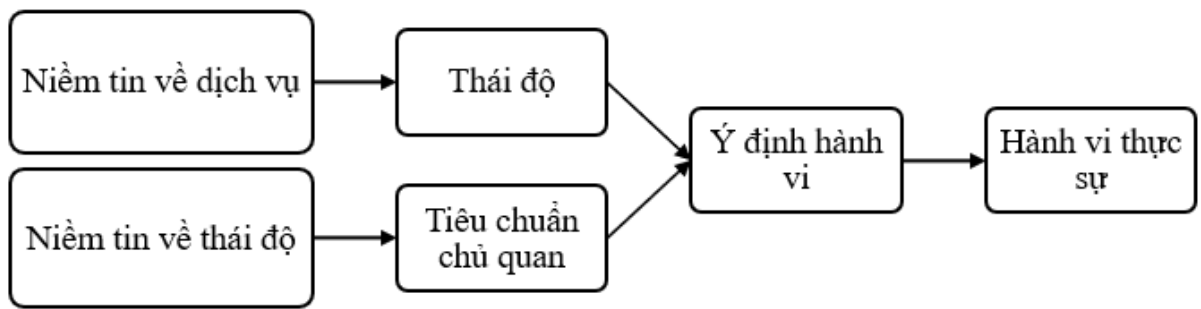 Niềm tin về dịch vụ
Thái độ
Niềm tin về thái độ
Tiêu chuẩn
chủ quan
Ý định hành
vi
Hành vi thực
sự